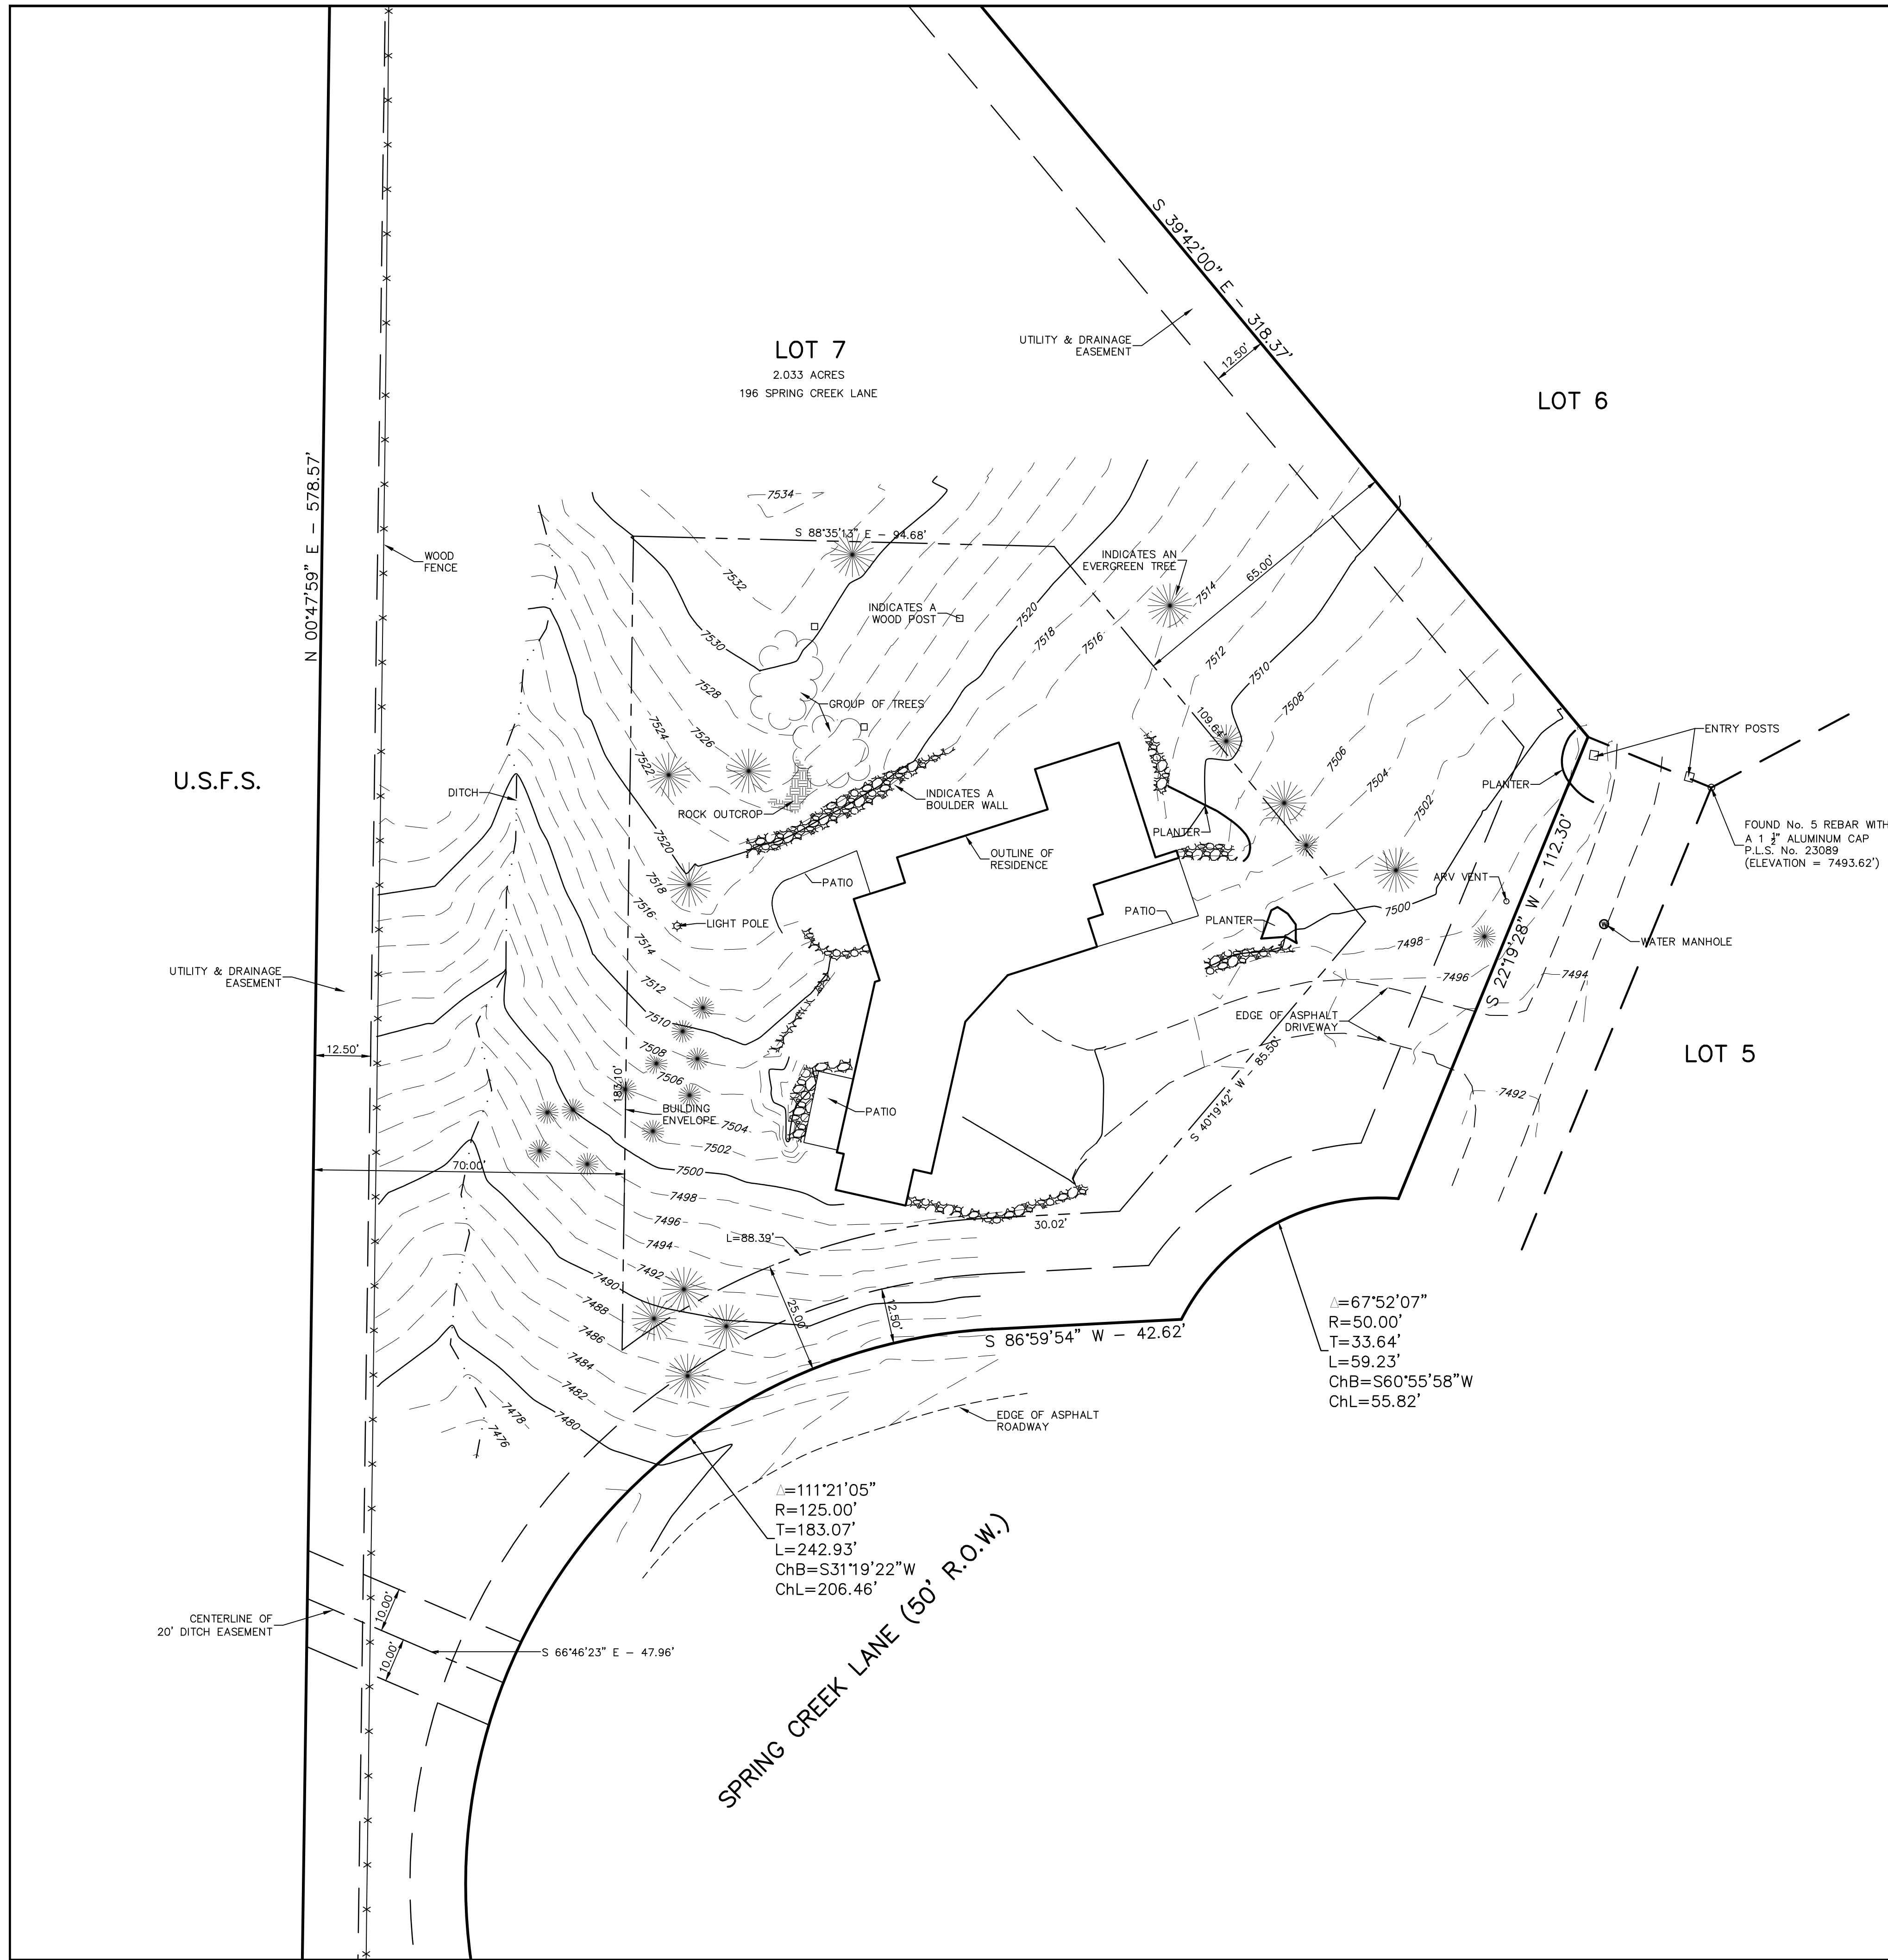 S 39°42'00" E - 318.37'
LOT 7
2.033 ACRES
196 SPRING CREEK LANE
UTILITY & DRAINAGE
EASEMENT
12.50'
LOT 6
N 00°47'59" E - 578.57'
WOOD
FENCE
7534
S 88°35'13" E - 94.68'
7532
INDICATES AN
EVERGREEN TREE
65.00'
7514
INDICATES A
WOOD POST
7520
7518
7516
7530
7512
7510
7528
GROUP OF TREES
7508
7524
7526
7522
109.64'
7506
ENTRY POSTS
U.S.F.S.
DITCH
INDICATES A
BOULDER WALL
ROCK OUTCROP
7504
PLANTER
7502
PLANTER
FOUND No. 5 REBAR WITH
A 1 ½" ALUMINUM CAP
P.L.S. No. 23089
(ELEVATION = 7493.62')
7520
OUTLINE OF
RESIDENCE
S 22°19'28" W - 112.30'
7518
PATIO
ARV VENT
7516
LIGHT POLE
PATIO
PLANTER
7500
7514
7498
WATER MANHOLE
UTILITY & DRAINAGE
EASEMENT
7512
7496
7494
7510
EDGE OF ASPHALT
DRIVEWAY
12.50'
7508
LOT 5
7506
183.10'
S 40°19'42" W - 85.50'
7492
BUILDING
ENVELOPE
PATIO
7504
7502
70.00'
7500
7498
7496
30.02'
L=88.39'
7494
7492
7490
7488
25.00'
12.50'
7486
S 86°59'54" W - 42.62'
Δ=67°52'07"
R=50.00'
T=33.64'
L=59.23'
ChB=S60°55'58"W
ChL=55.82'
7484
7482
7480
7478
7476
EDGE OF ASPHALT
ROADWAY
Δ=111°21'05"
R=125.00'
T=183.07'
L=242.93'
ChB=S31°19'22"W
ChL=206.46'
10.00'
CENTERLINE OF
20' DITCH EASEMENT
10.00'
S 66°46'23" E - 47.96'
SPRING CREEK LANE (50' R.O.W.)